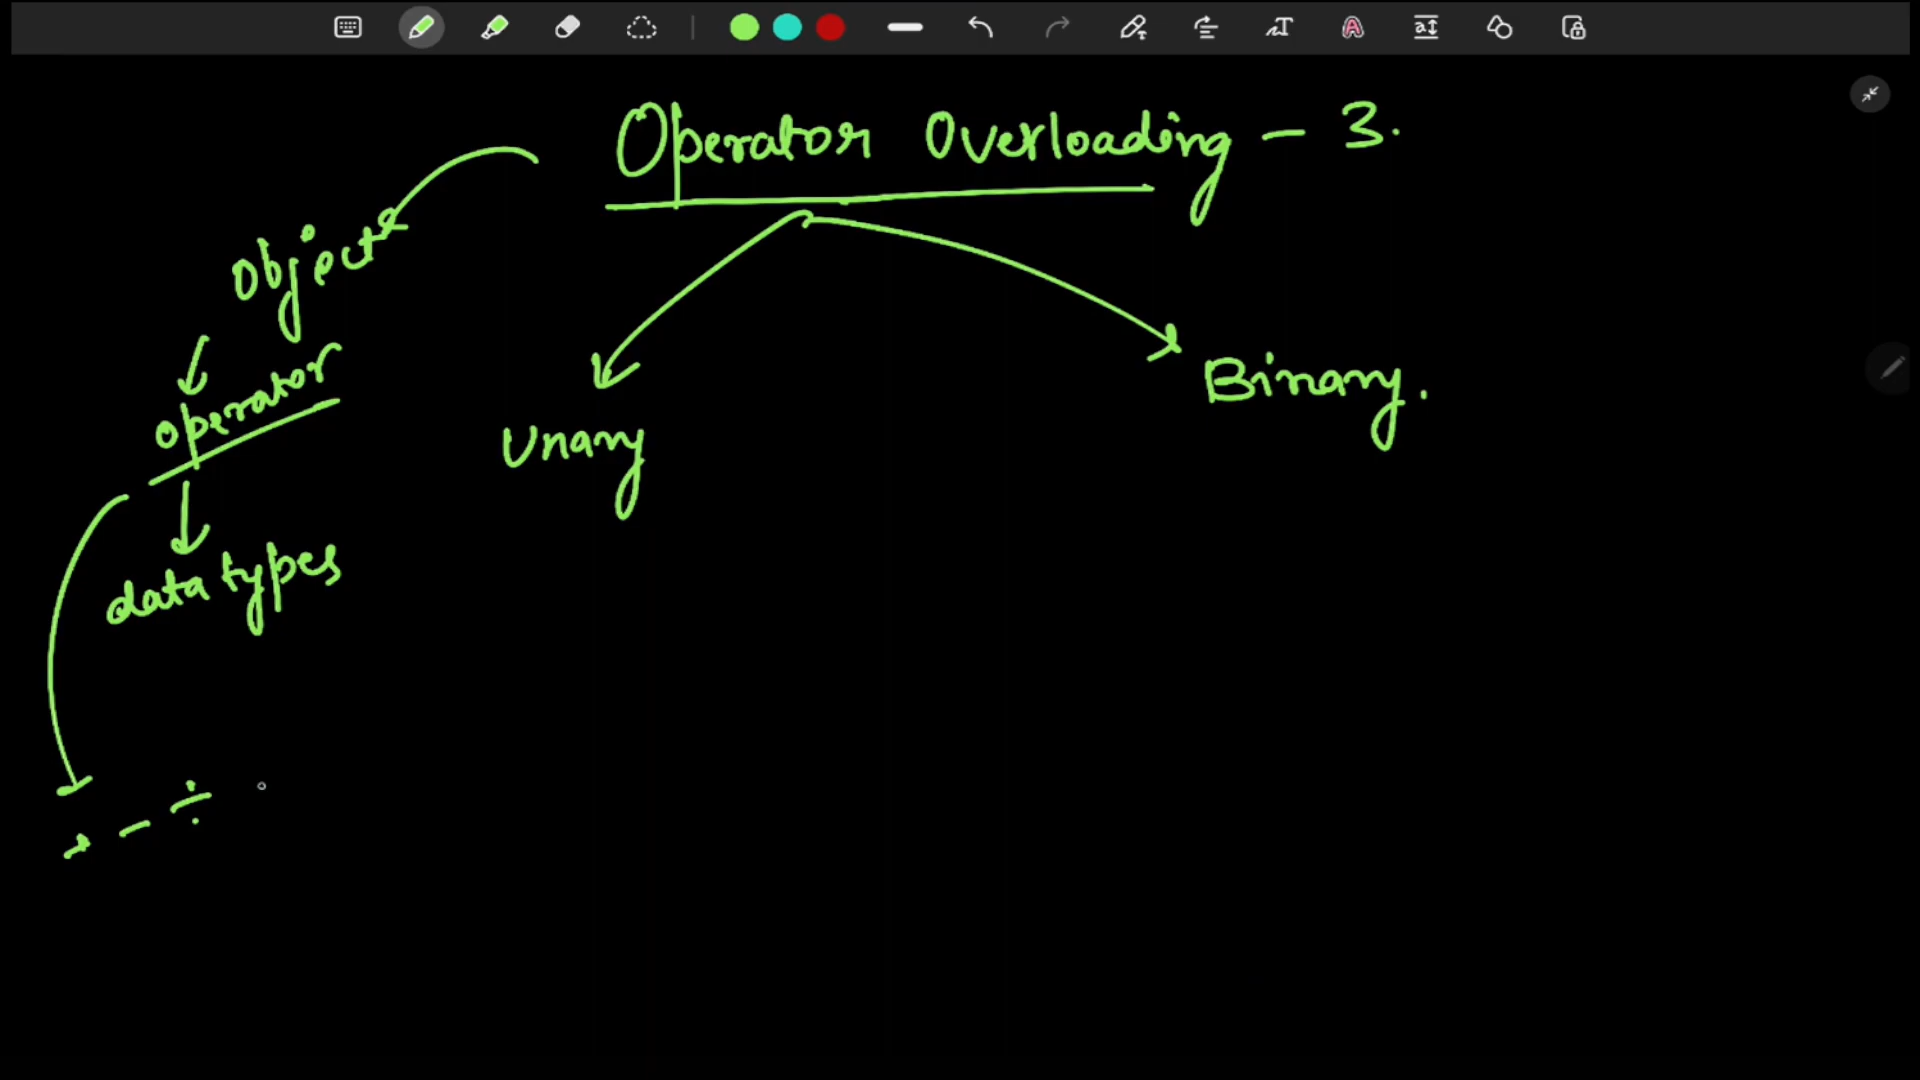 Operator Overloading - 3.
Object
operator
data types
Unary
Binary.
- ÷